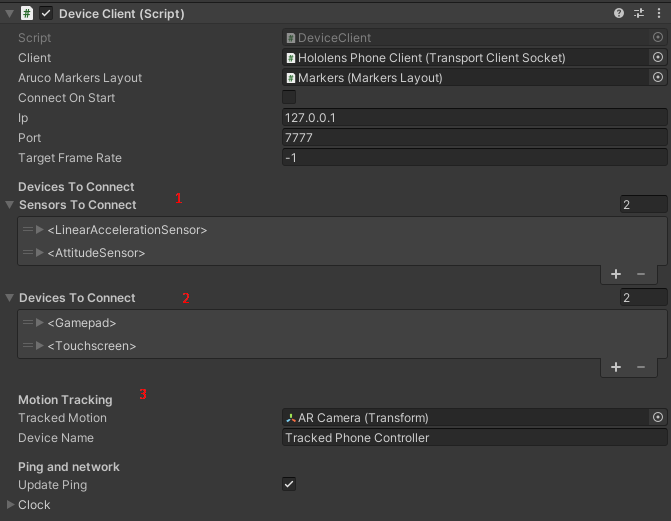 Device Client (Script)
Script # DeviceClient
Client # Hololens Phone Client (Transport Client Socket)
Aruco Markers Layout # Markers (Markers Layout)
Connect On Start
Ip 127.0.0.1
Port 7777
Target Frame Rate -1
Devices To Connect
Sensors To Connect 1 2
<LinearAccelerationSensor>
<AttitudeSensor>
+ −
Devices To Connect 2 2
<Gamepad>
<Touchscreen>
+ −
Motion Tracking 3
Tracked Motion AR Camera (Transform)
Device Name Tracked Phone Controller
Ping and network
Update Ping
Clock